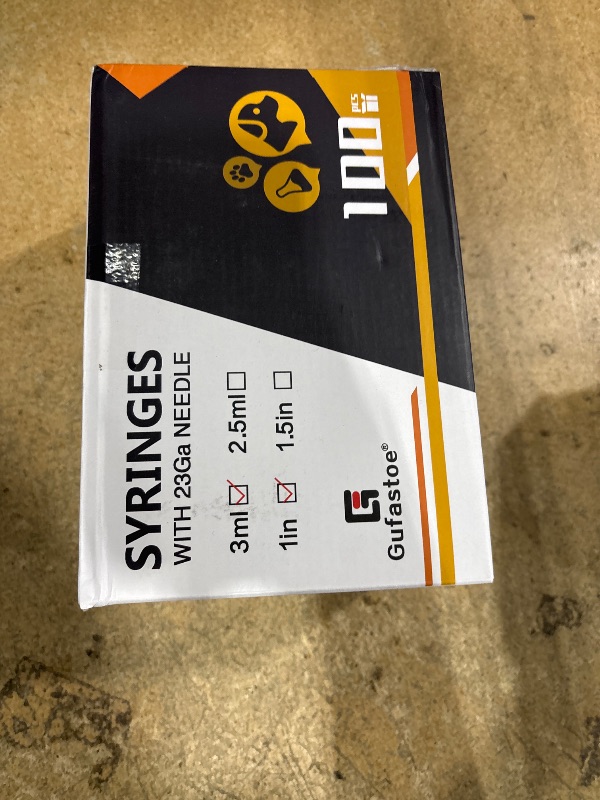 SYRINGES
WITH 23Ga NEEDLE
3ml ☑ 2.5ml ☐
1in ☑ 1.5in ☐
Gufastoe®
100 pcs